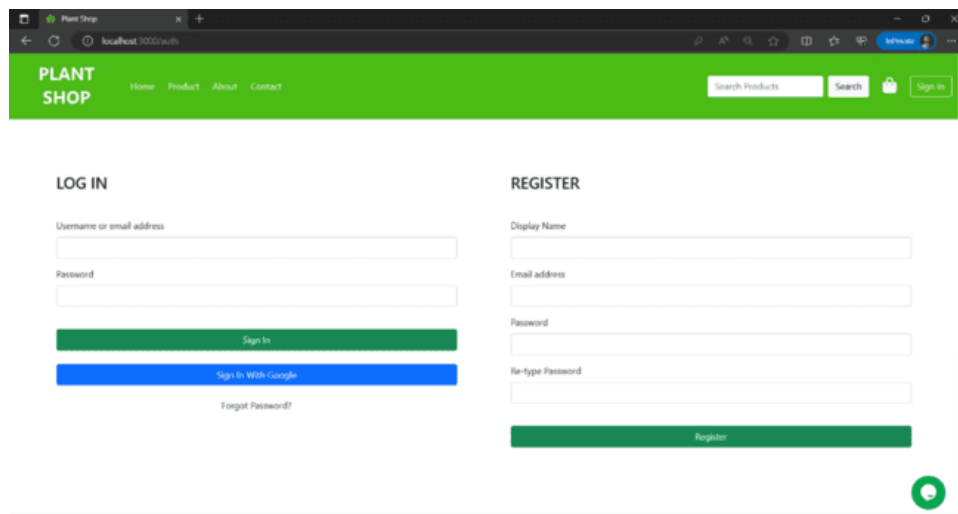 Plant Shop
localhost:3000/auth
InPrivate
PLANT
SHOP
Home Product About Contact
Search Products
Search
Sign In
LOG IN
Username or email address
Password
Sign In
Sign In With Google
Forgot Password?
REGISTER
Display Name
Email address
Password
Re-type Password
Register